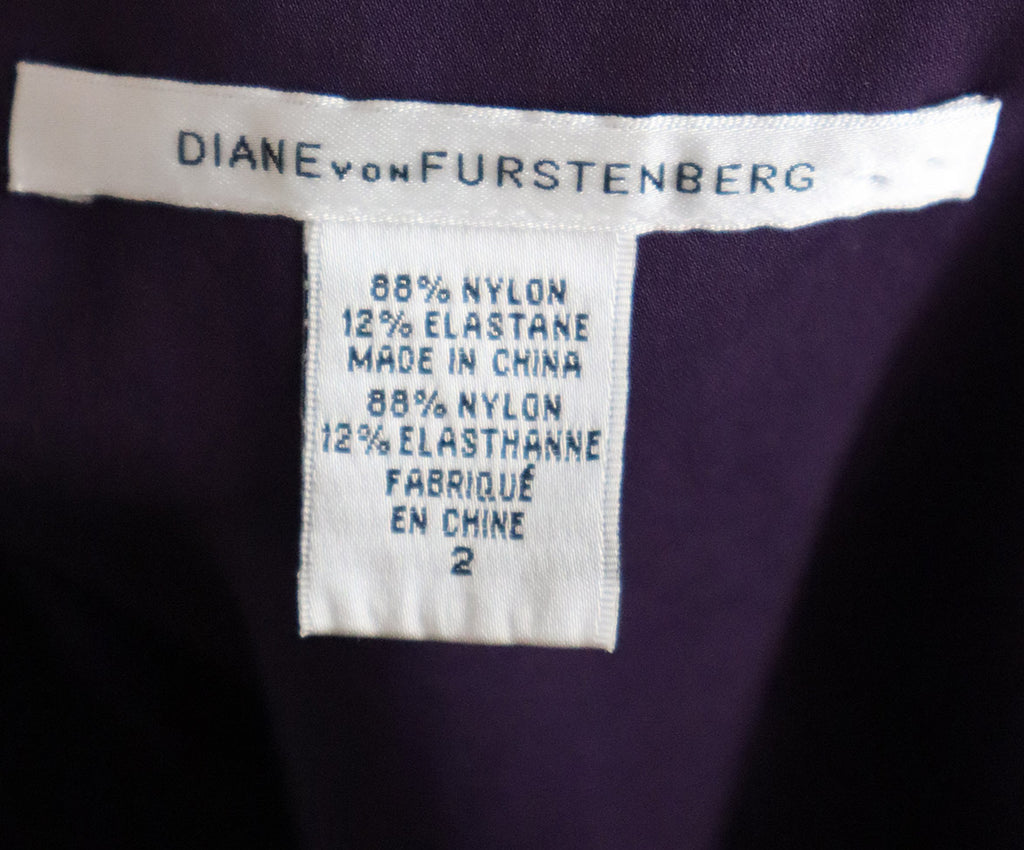 DIANE VON FURSTENBERG
88% NYLON
12% ELASTANE
MADE IN CHINA
88% NYLON
12% ELASTHANNE
FABRIQUÉ
EN CHINE
2